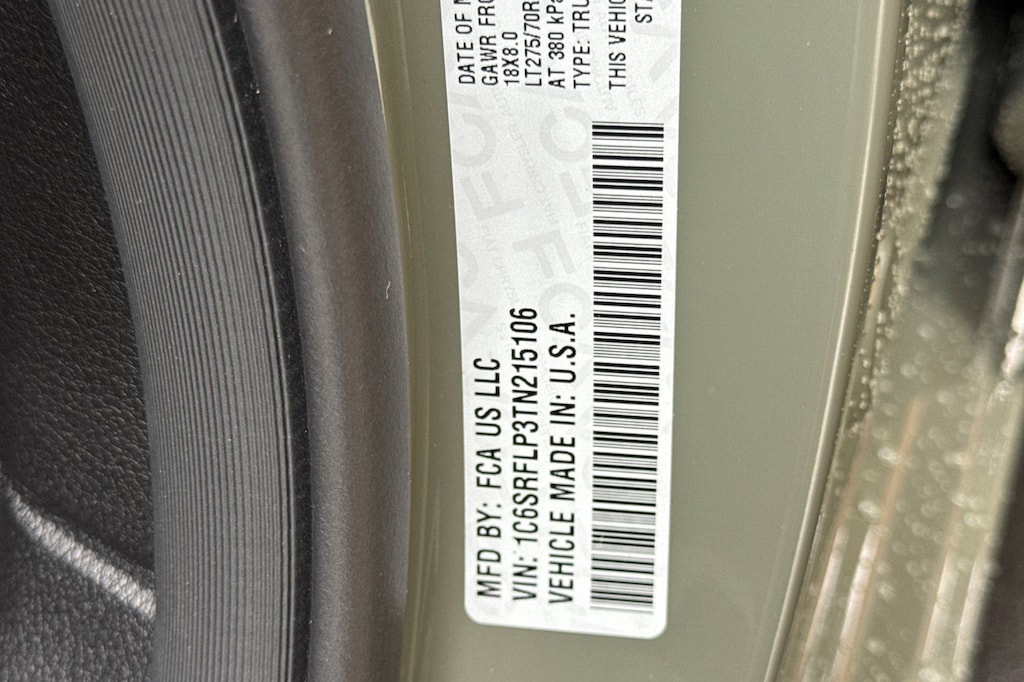 DATE OF M
GAWR FRO
18X8.0
LT275/70R
AT 380 kPa
TYPE: TRU
THIS VEHIC
STA
MFD BY: FCA US LLC
VIN: 1C6SRFLP3TN215106
VEHICLE MADE IN: U.S.A.